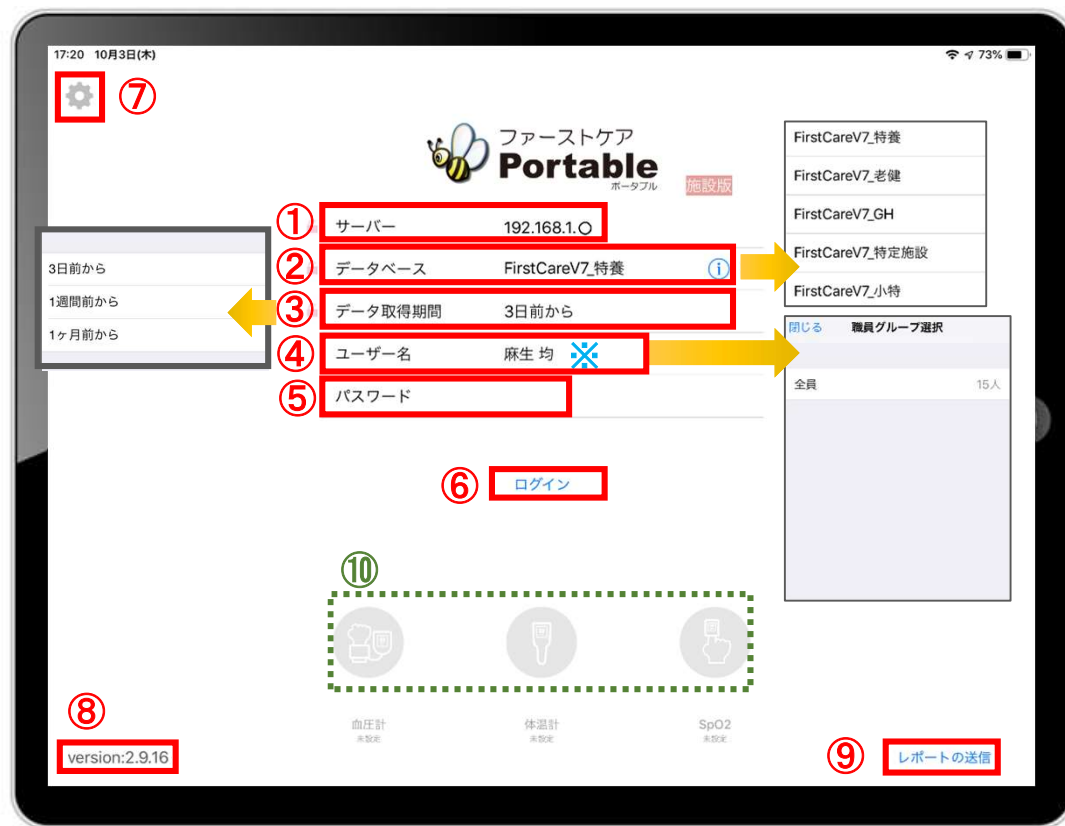 17:20 10月3日(木)
73%
⑦
ファーストケア
Portable
ポータブル
施設版
① サーバー 192.168.1.○
② データベース FirstCareV7_特養
③ データ取得期間 3日前から
④ ユーザー名 麻生 均 ※
⑤ パスワード
⑥ ログイン
3日前から
1週間前から
1ヶ月前から
FirstCareV7_特養
FirstCareV7_老健
FirstCareV7_GH
FirstCareV7_特定施設
FirstCareV7_小特
閉じる 職員グループ選択
全員 15人
⑩
血圧計 体温計 SpO2
未設定 未設定 未設定
⑧
version:2.9.16
⑨ レポートの送信